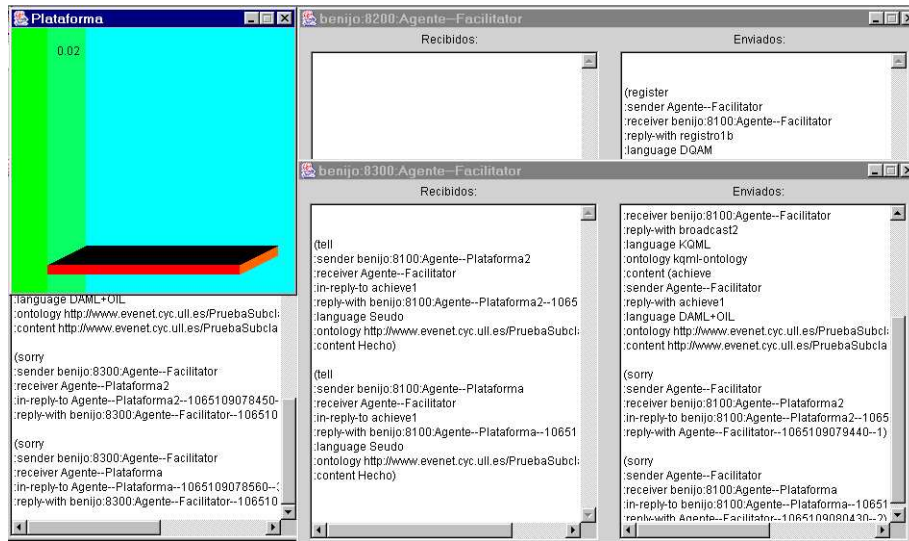 Plataforma
0.02
:language DAML+OIL
:ontology http://www.evenet.cyc.ull.es/PruebaSubcla
:content http://www.evenet.cyc.ull.es/PruebaSubcla
(sorry
:sender benijo:8300:Agente--Facilitator
:receiver Agente--Plataforma2
:in-reply-to Agente--Plataforma2--1065109078450-
:reply-with benijo:8300:Agente--Facilitator--106510
(sorry
:sender benijo:8300:Agente--Facilitator
:receiver Agente--Plataforma
:in-reply-to Agente--Plataforma--1065109078560--
:reply-with benijo:8300:Agente--Facilitator--106510
benijo:8200:Agente--Facilitator
Recibidos:
Enviados:
(register
:sender Agente--Facilitator
:receiver benijo:8100:Agente--Facilitator
:reply-with registro1b
:language DQAM
benijo:8300:Agente--Facilitator
Recibidos:
(tell
:sender benijo:8100:Agente--Plataforma2
:receiver Agente--Facilitator
:in-reply-to achieve1
:reply-with benijo:8100:Agente--Plataforma2--1065
:language Seudo
:ontology http://www.evenet.cyc.ull.es/PruebaSubcl
:content Hecho)
(tell
:sender benijo:8100:Agente--Plataforma
:receiver Agente--Facilitator
:in-reply-to achieve1
:reply-with benijo:8100:Agente--Plataforma--10651
:language Seudo
:ontology http://www.evenet.cyc.ull.es/PruebaSubcl
:content Hecho)
Enviados:
:receiver benijo:8100:Agente--Facilitator
:reply-with broadcast2
:language KQML
:ontology kqml-ontology
:content (achieve
:sender Agente--Facilitator
:reply-with achieve1
:language DAML+OIL
:ontology http://www.evenet.cyc.ull.es/PruebaSubcl
:content http://www.evenet.cyc.ull.es/PruebaSubcla
(sorry
:sender Agente--Facilitator
:receiver benijo:8100:Agente--Plataforma2
:in-reply-to benijo:8100:Agente--Plataforma2--1065
:reply-with Agente--Facilitator--1065109079440--1)
(sorry
:sender Agente--Facilitator
:receiver benijo:8100:Agente--Plataforma
:in-reply-to benijo:8100:Agente--Plataforma--10651
:reply-with Agente--Facilitator--1065109080430--2)